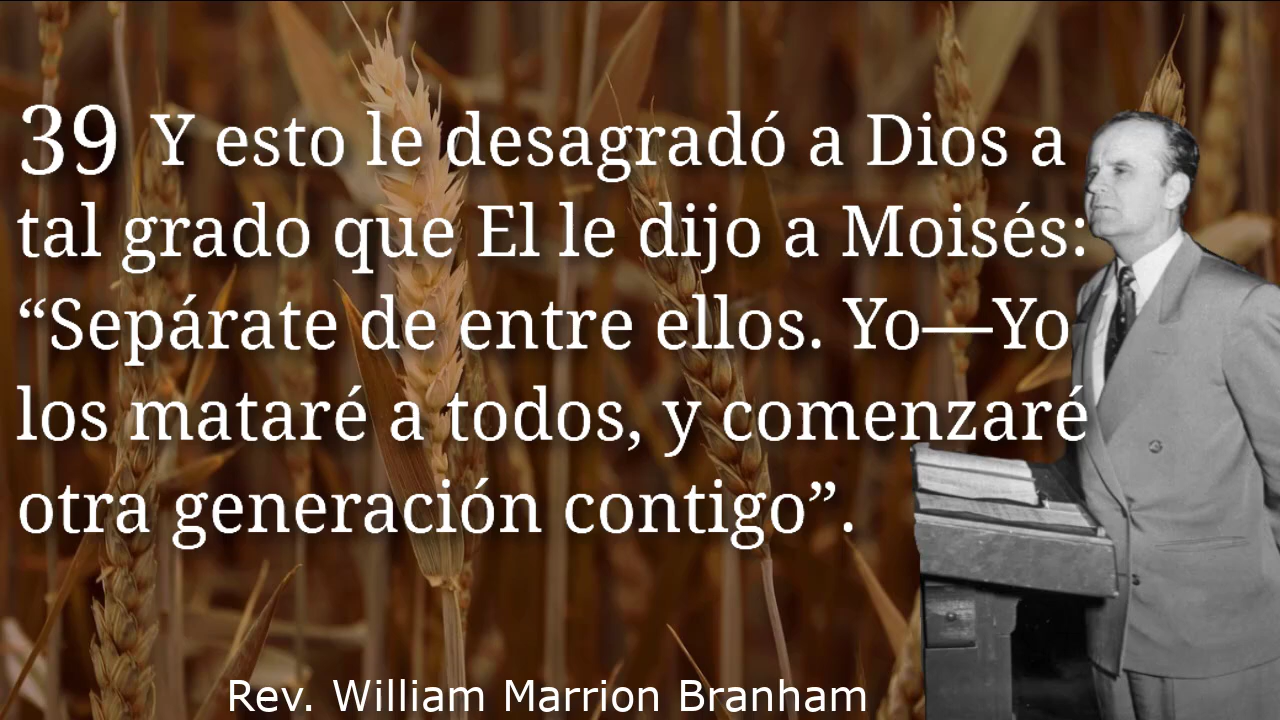 39 Y esto le desagradó a Dios a
tal grado que El le dijo a Moisés:
“Sepárate de entre ellos. Yo—Yo
los mataré a todos, y comenzaré
otra generación contigo”.
Rev. William Marrion Branham